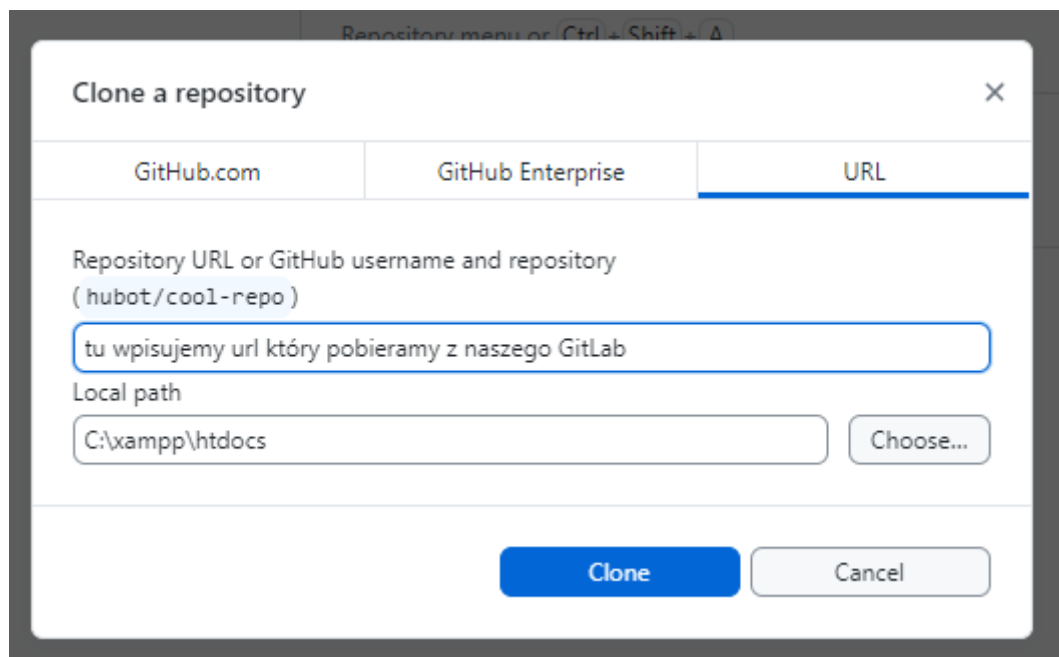 Repository menu or Ctrl + Shift + A
Clone a repository
GitHub.com
GitHub Enterprise
URL
Repository URL or GitHub username and repository
(hubot/cool-repo)
tu wpisujemy url który pobieramy z naszego GitLab
Local path
C:\xampp\htdocs
Choose...
Clone
Cancel